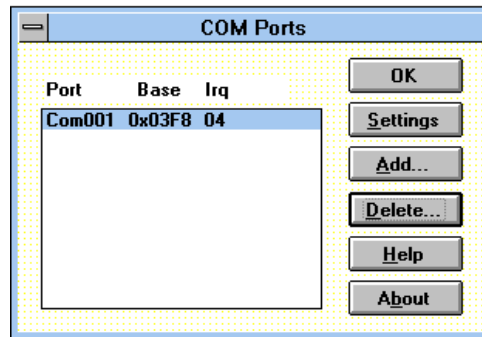 COM Ports
Port Base Irq
Com001 0x03F8 04
OK
Settings
Add...
Delete...
Help
About